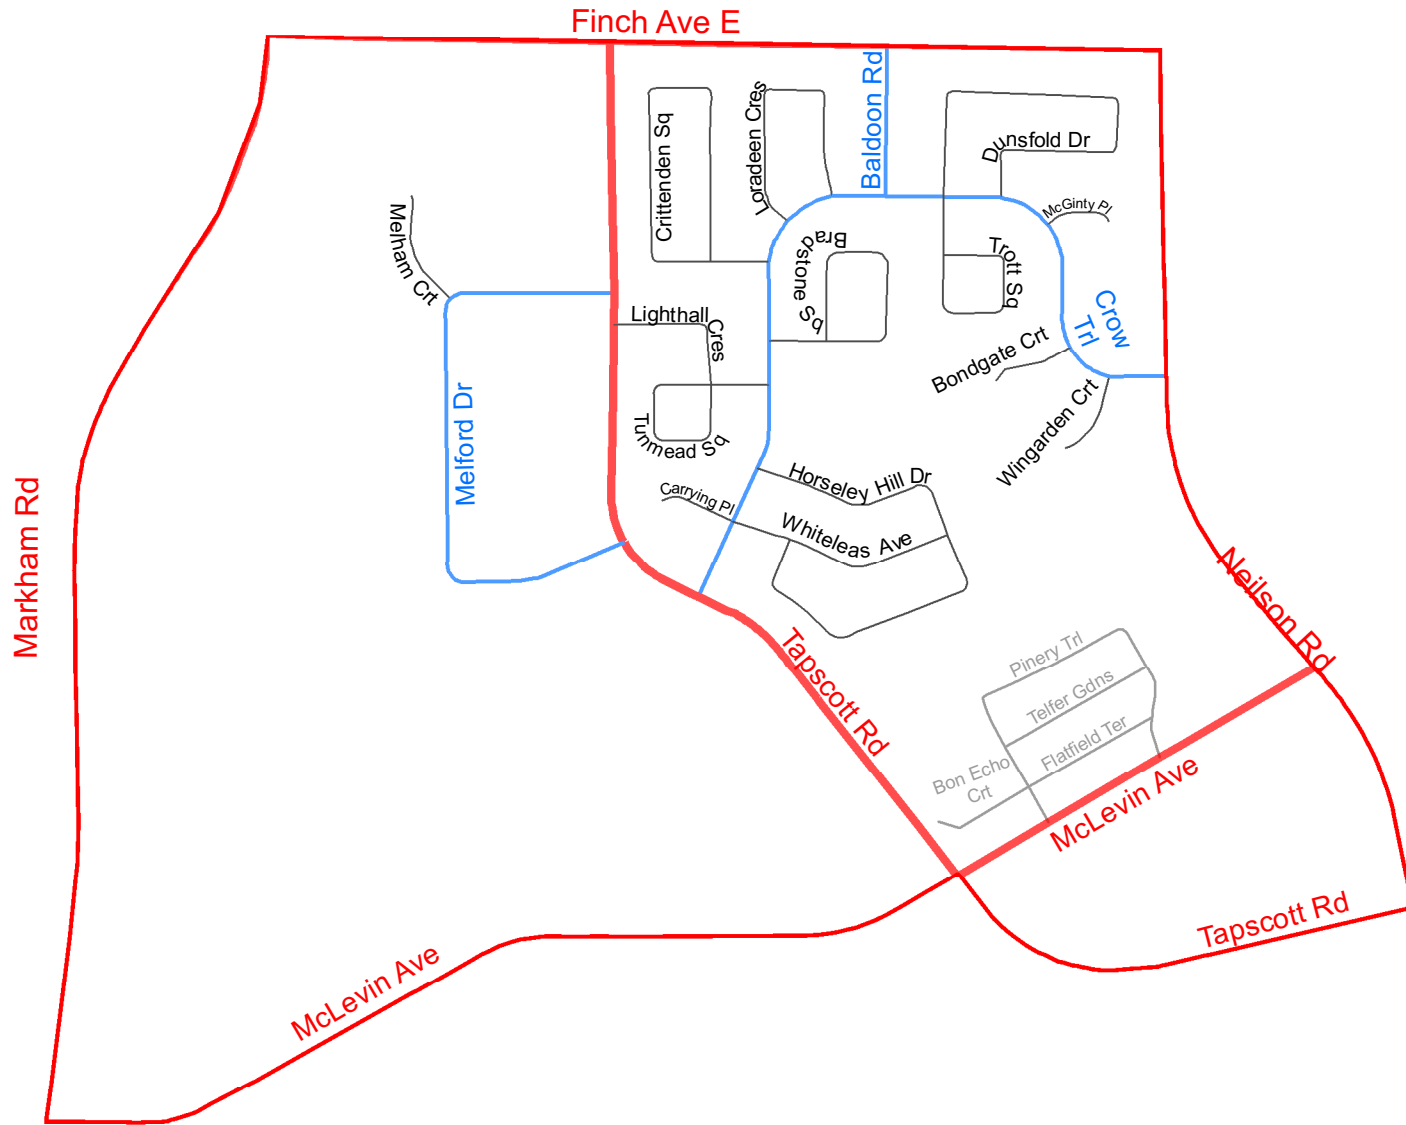 Finch Ave E
Baldoon Rd
Crittenden Sq
Loradeen Cres
Dunsfold Dr
McGinty Pl
Melham Crt
Bradstone Sq
Trott Sq
Crow
Trl
Lighthall Cres
Bondgate Crt
Wingarden Crt
Melford Dr
Tunmead Sq
Horseley Hill Dr
Carrying Pl
Whiteleas Ave
Markham Rd
Neilson Rd
Tapscott Rd
Pinery Trl
Telfer Gdns
Flatfield Ter
Bon Echo
Crt
McLevin Ave
Tapscott Rd
McLevin Ave